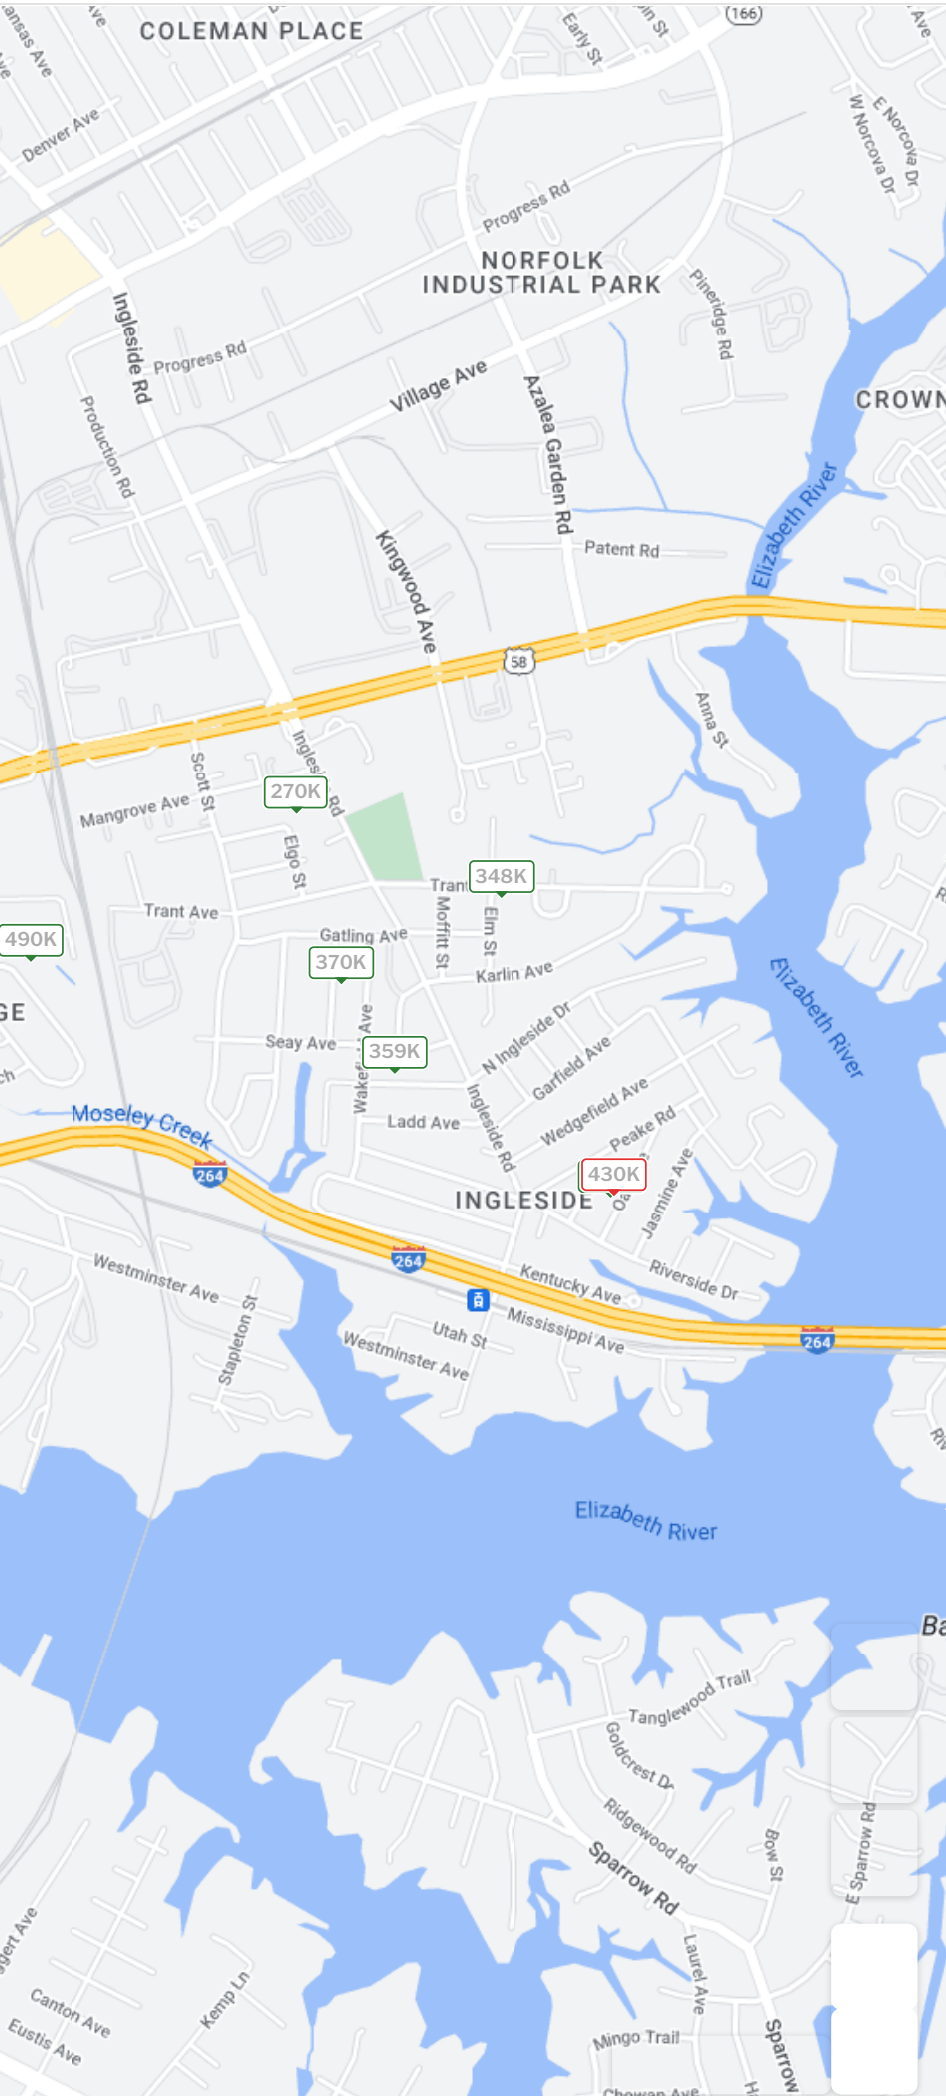 166
COLEMAN PLACE
Early St
Denver Ave
W Norcova Dr
E Norcova Dr
Progress Rd
NORFOLK
INDUSTRIAL PARK
Pineridge Rd
Ingleside Rd
Progress Rd
Village Ave
Azalea Garden Rd
CROWN
Production Rd
Elizabeth River
Kingwood Ave
Patent Rd
58
Anna St
Ingles
Rd
Scott St
270K
Mangrove Ave
Elgo St
Trant
348K
Trant Ave
Moffitt St
Elm St
Gatling Ave
490K
370K
Karlin Ave
Elizabeth River
GE
N Ingleside Dr
Seay Ave
359K
Garfield Ave
Ladd Ave
Ingleside Rd
Wedgefield Ave
Moseley Creek
Peake Rd
264
430K
Jasmine Ave
INGLESIDE
264
Riverside Dr
Kentucky Ave
Westminster Ave
Stapleton St
Mississippi Ave
Utah St
264
Westminster Ave
Elizabeth River
Ba
Tanglewood Trail
Goldcrest Dr
Ridgewood Rd
Bow St
E Sparrow Rd
Sparrow Rd
Laurel Ave
Kemp Ln
Canton Ave
Eustis Ave
Mingo Trail
Sparrow
Chowan Ave